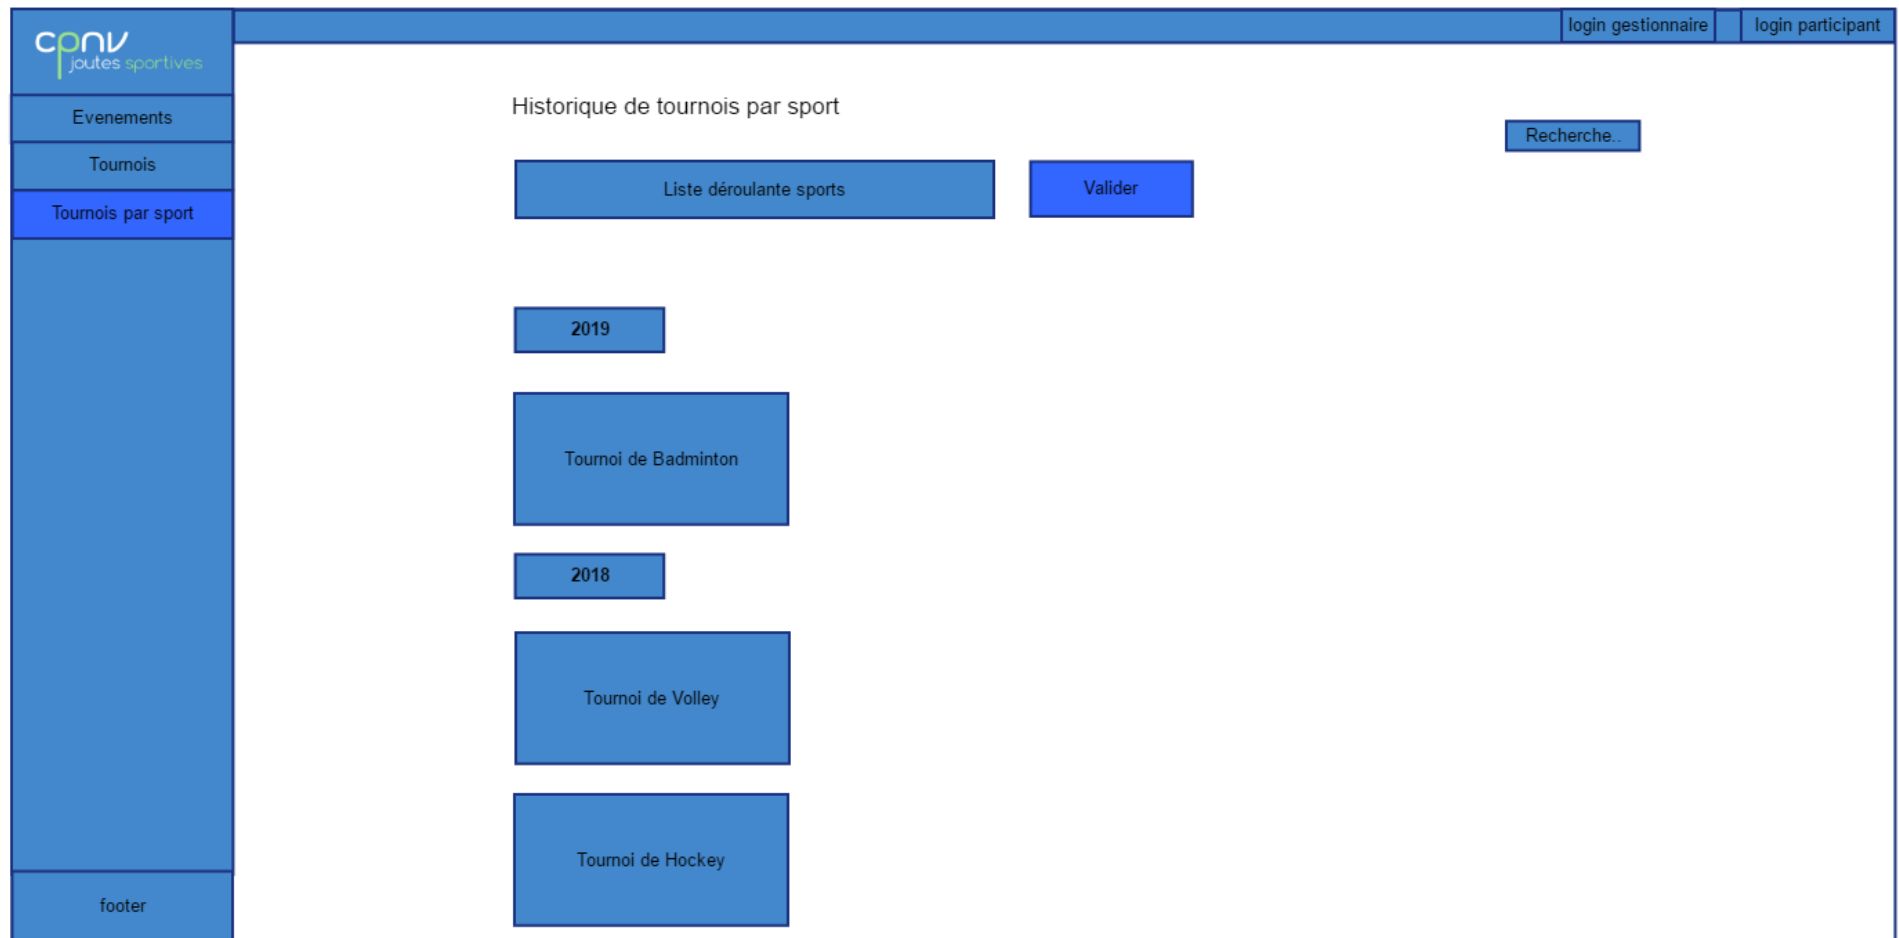 cpnv
joutes sportives
login gestionnaire
login participant
Evenements
Tournois
Tournois par sport
footer
Historique de tournois par sport
Recherche..
Liste déroulante sports
Valider
2019
Tournoi de Badminton
2018
Tournoi de Volley
Tournoi de Hockey